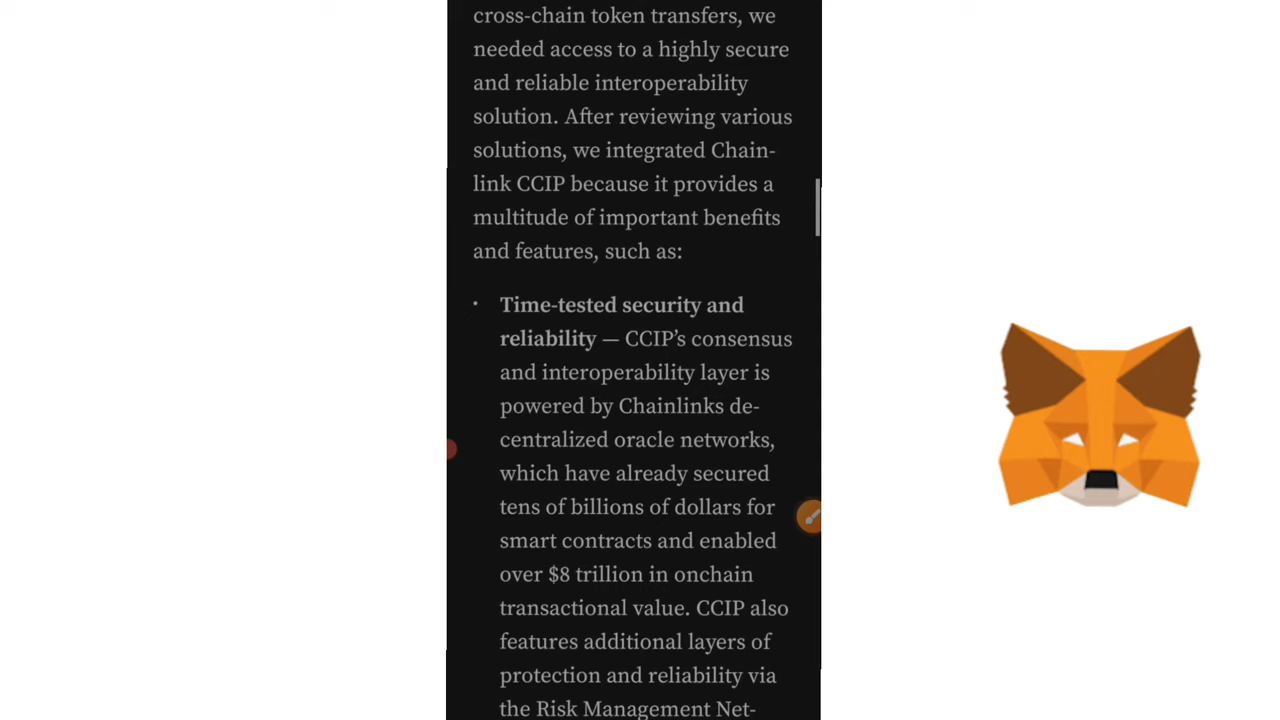 cross-chain token transfers, we
needed access to a highly secure
and reliable interoperability
solution. After reviewing various
solutions, we integrated Chain-
link CCIP because it provides a
multitude of important benefits
and features, such as:
· Time-tested security and
reliability — CCIP’s consensus
and interoperability layer is
powered by Chainlinks de-
centralized oracle networks,
which have already secured
tens of billions of dollars for
smart contracts and enabled
over $8 trillion in onchain
transactional value. CCIP also
features additional layers of
protection and reliability via
the Risk Management Net-